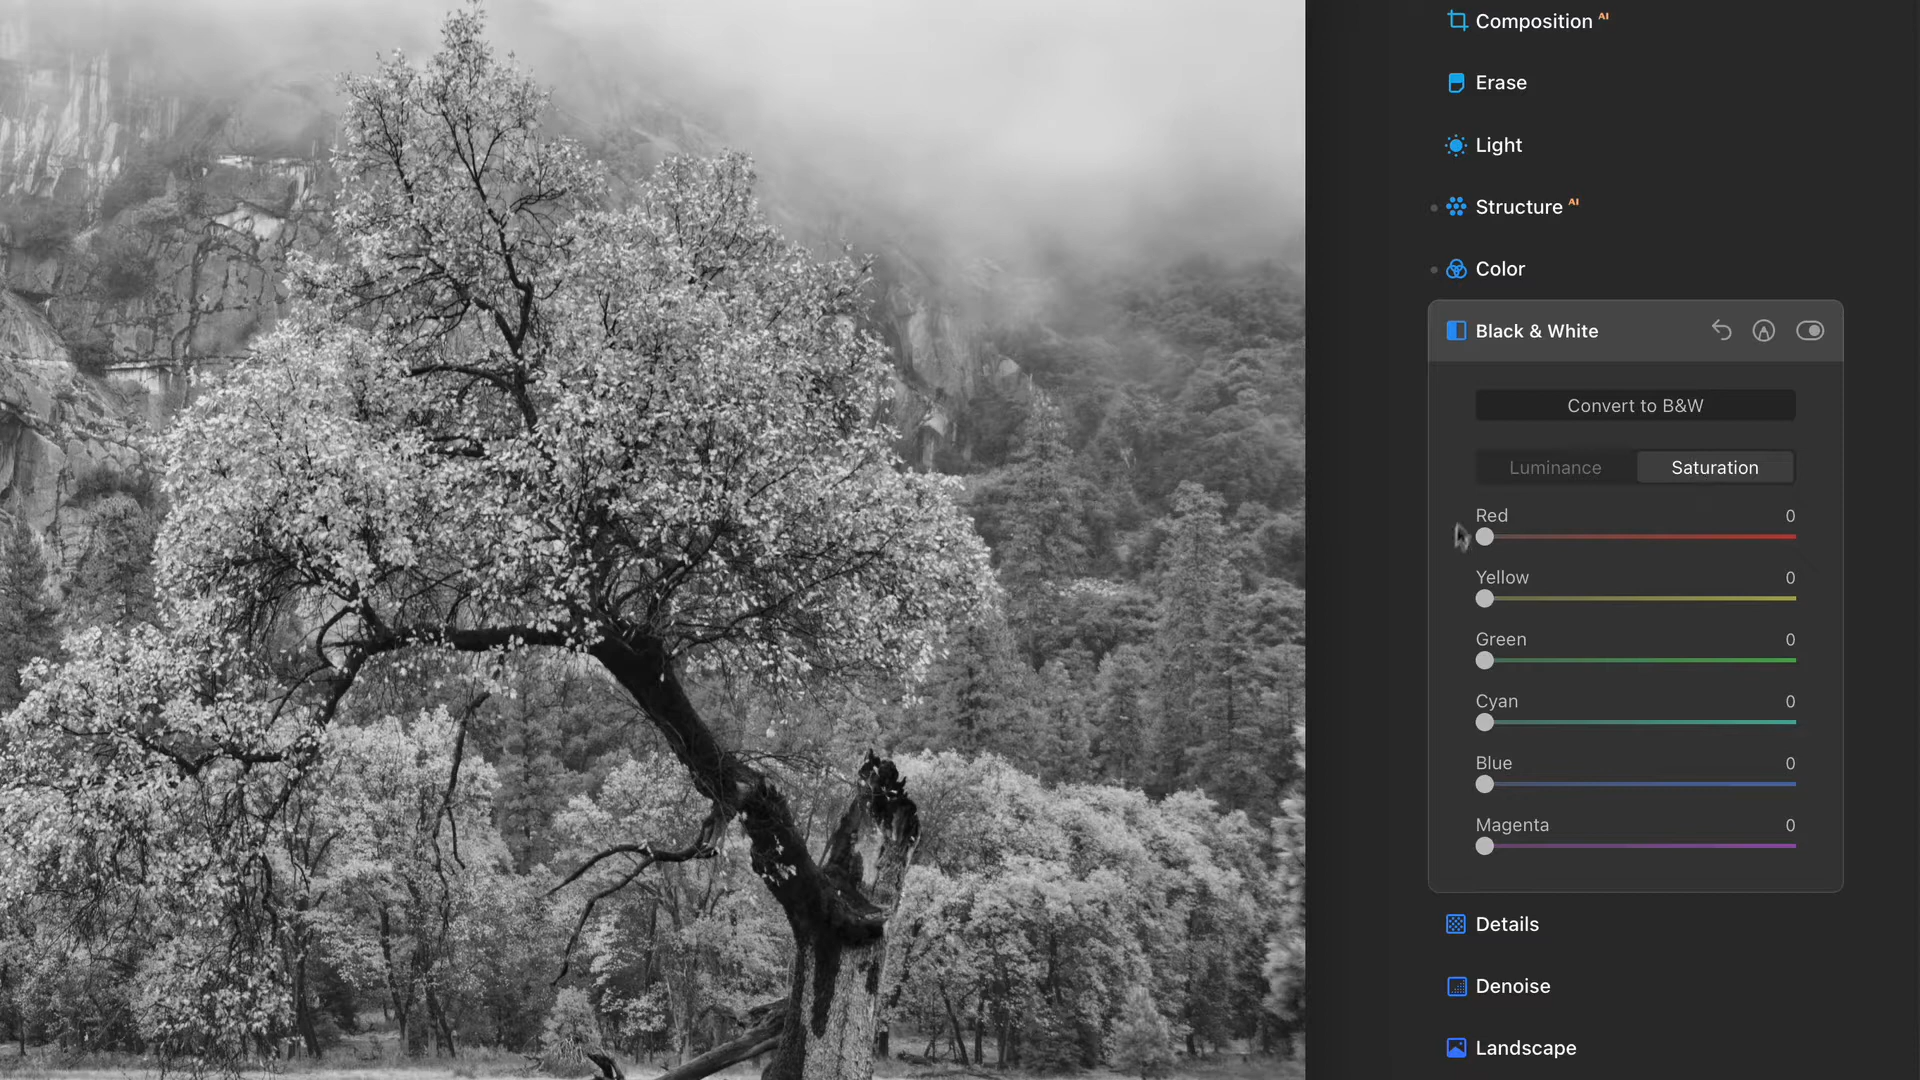 Composition AI
Erase
Light
Structure AI
Color
Black & White
Convert to B&W
Luminance Saturation
Red 0
Yellow 0
Green 0
Cyan 0
Blue 0
Magenta 0
Details
Denoise
Landscape